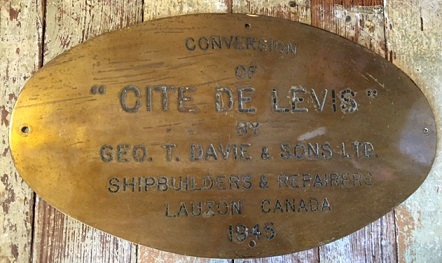 CONVERSION
OF
"CITE DE LEVIS"
BY
GEO. T. DAVIE & SONS LTD.
SHIPBUILDERS & REPAIRERS
LAUZON CANADA
1945